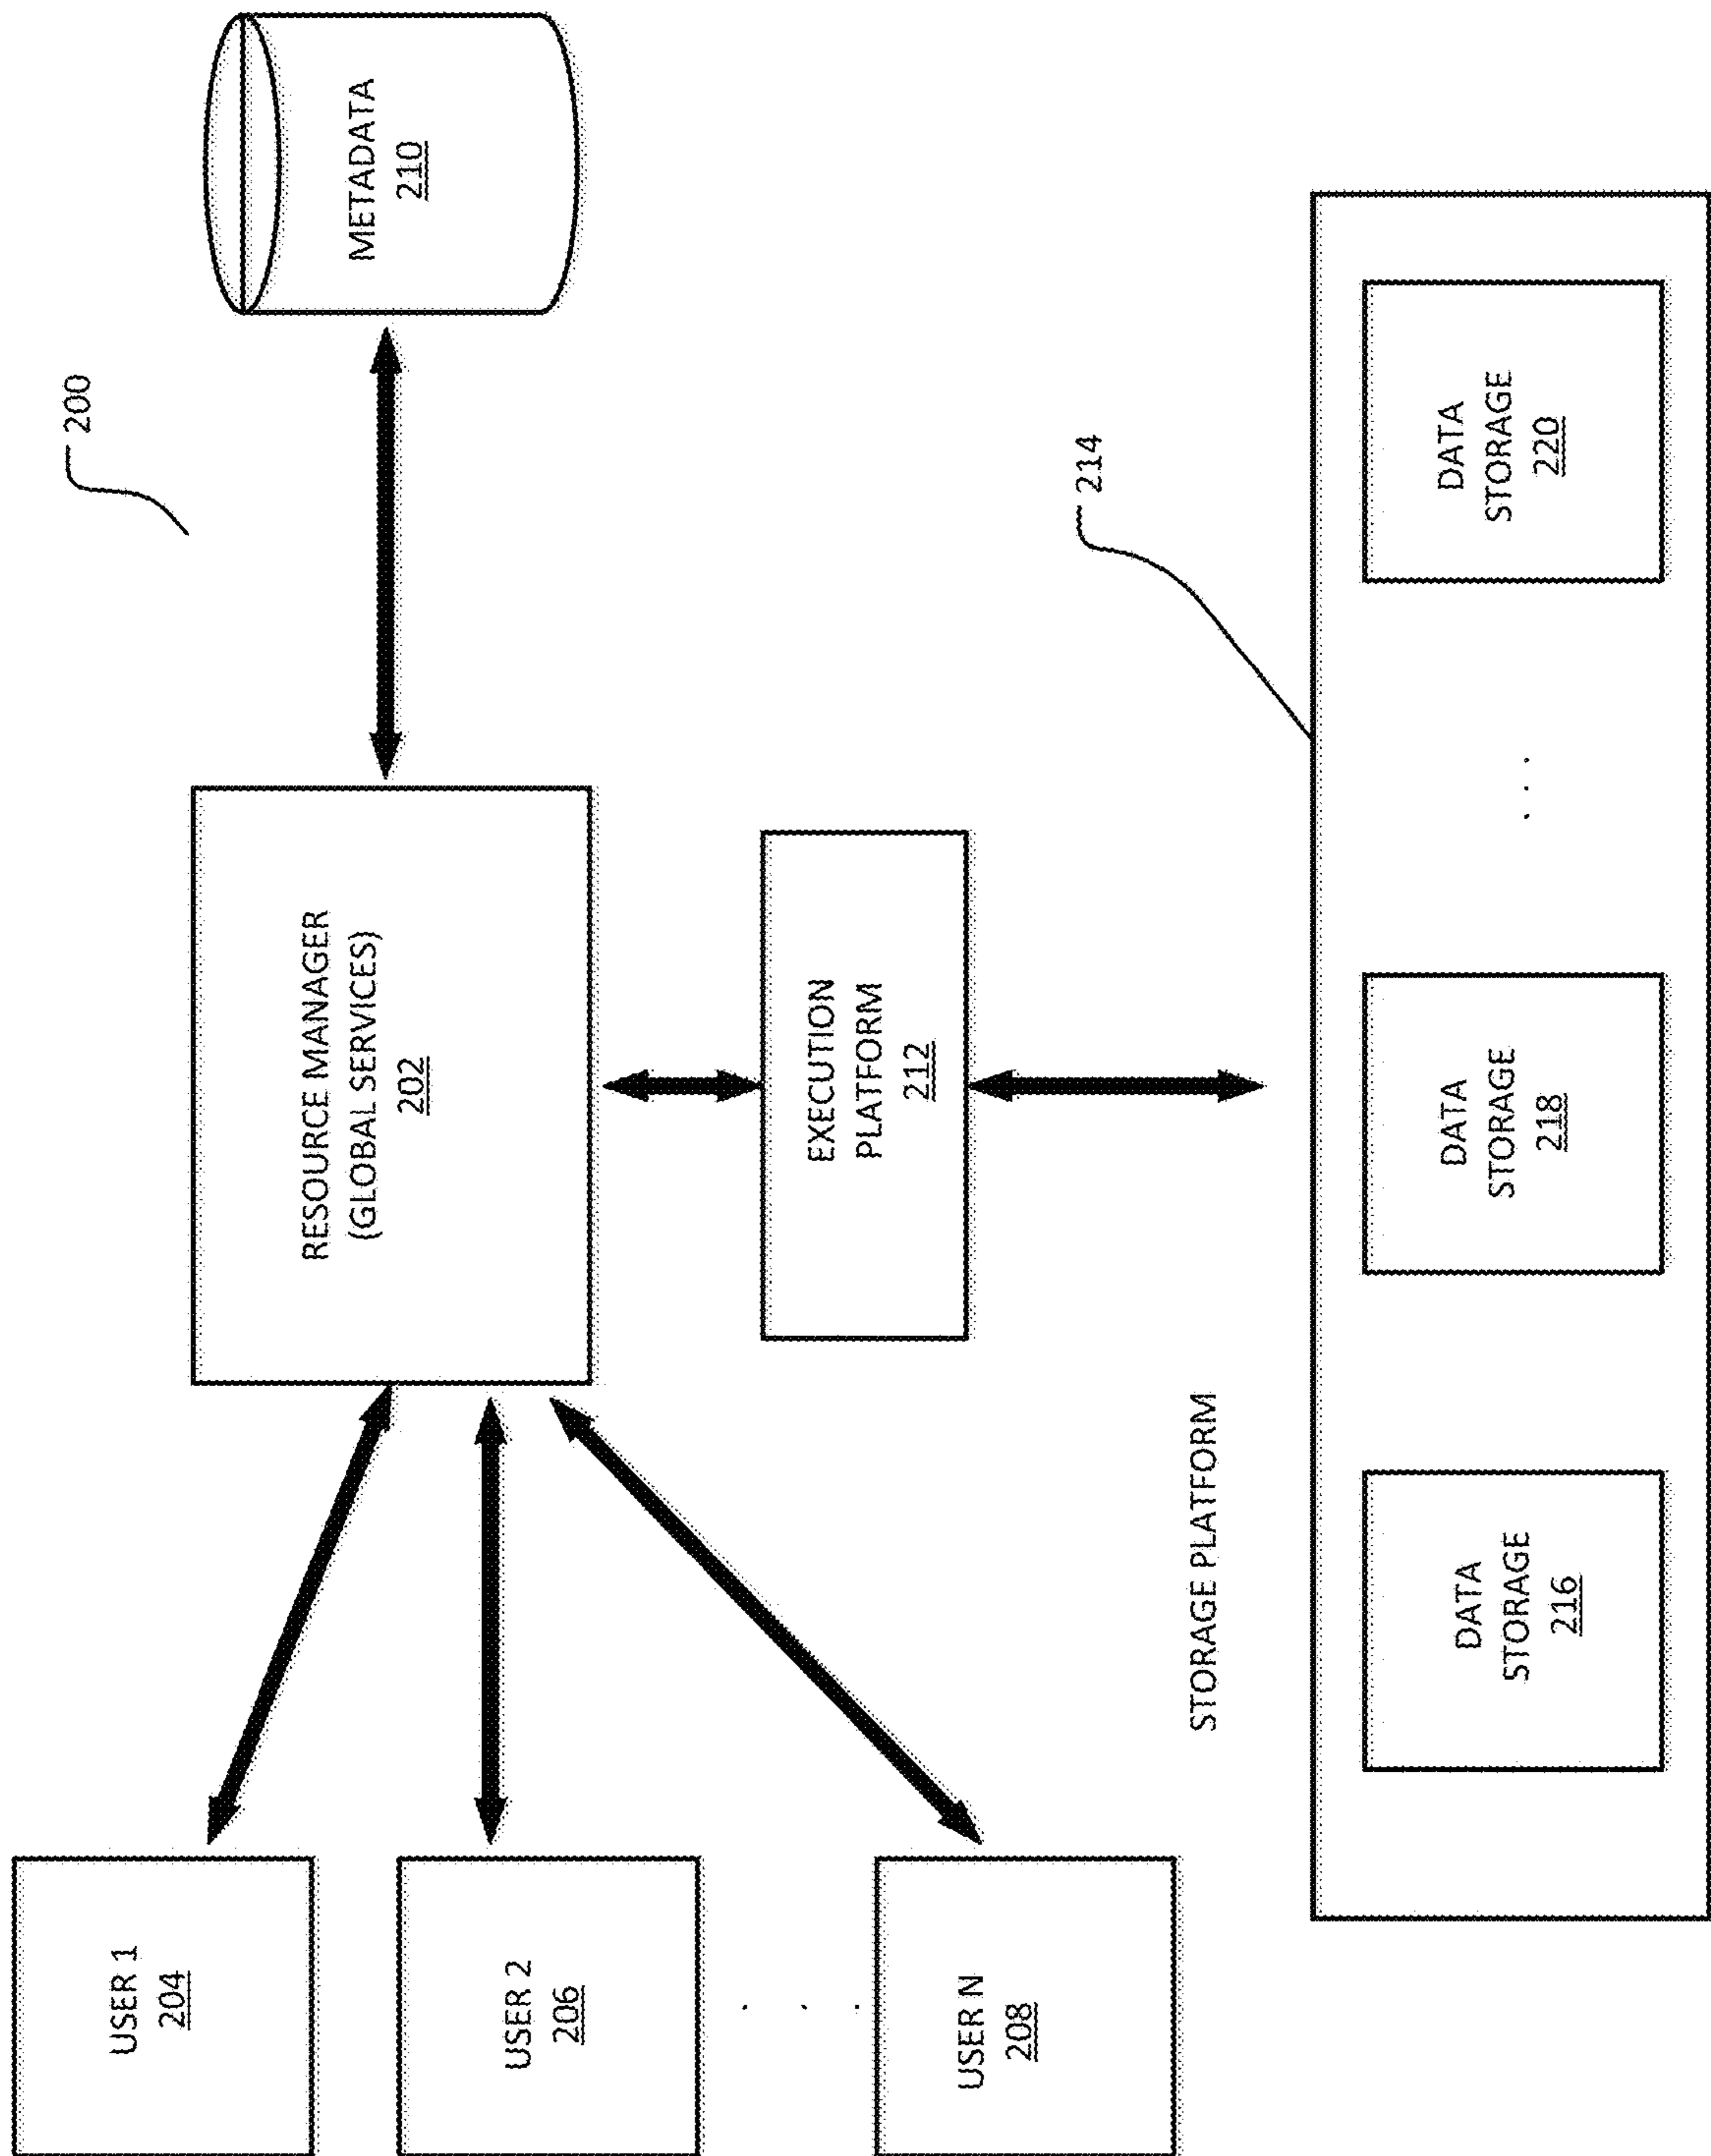 200
USER 1
204
USER 2
206
. . .
USER N
208
RESOURCE MANAGER
(GLOBAL SERVICES)
202
METADATA
210
EXECUTION
PLATFORM
212
STORAGE PLATFORM
214
DATA
STORAGE
216
DATA
STORAGE
218
. . .
DATA
STORAGE
220